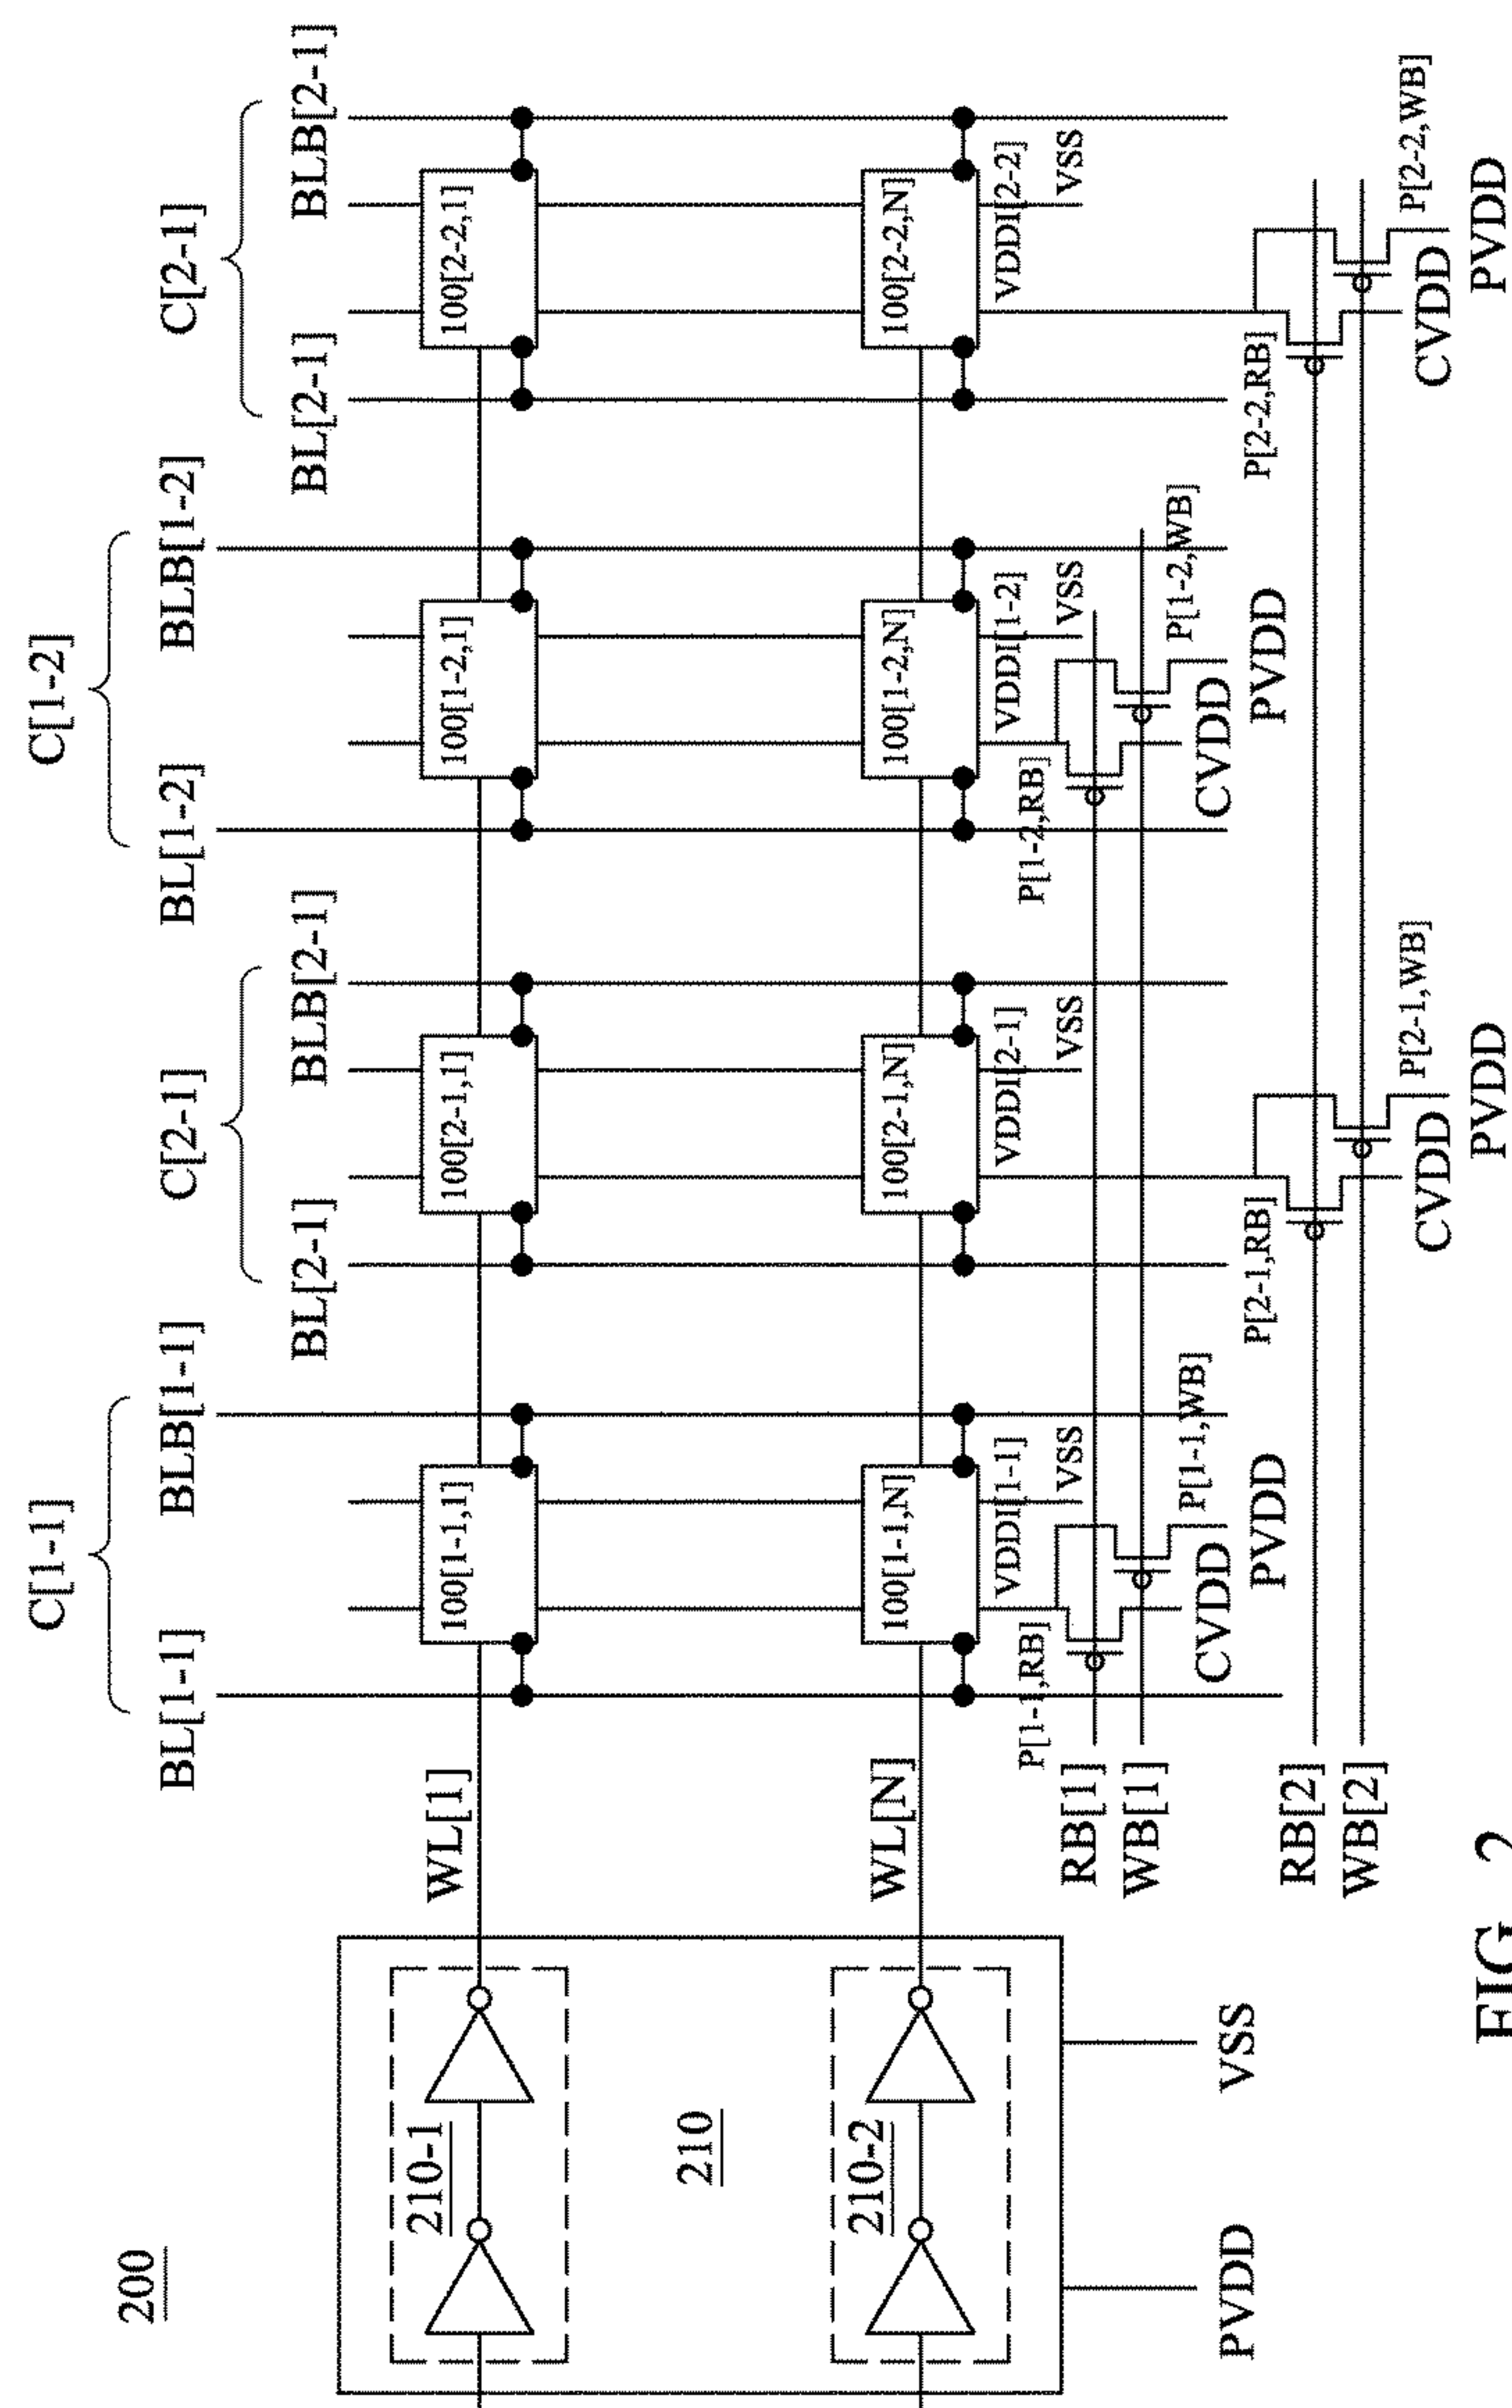 200
C[1-1]
C[1-2]
BL[1-1]
BLB[1-1]
C[2-1]
BL[1-2]
BLB[1-2]
C[2-1]
BL[2-1]
BLB[2-1]
BL[2-1]
BLB[2-1]
210-1
WL[1]
100[1-1,1]
100[2-1,1]
100[1-2,1]
100[2-2,1]
210
210-2
WL[N]
100[1-1,N]
100[2-1,N]
100[1-2,N]
100[2-2,N]
VDDI[1-1]
VDDI[2-1]
VDDI[1-2]
VDDI[2-2]
P[1-1,RB]
VSS
VSS
P[1-2,RB]
VSS
VSS
RB[1]
WB[1]
P[1-1,WB]
P[1-2,WB]
PVDD
VSS
CVDD
CVDD
PVDD
P[2-1,RB]
PVDD
P[2-2,RB]
RB[2]
WB[2]
P[2-1,WB]
P[2-2,WB]
CVDD
CVDD
PVDD
PVDD
FIG. 2